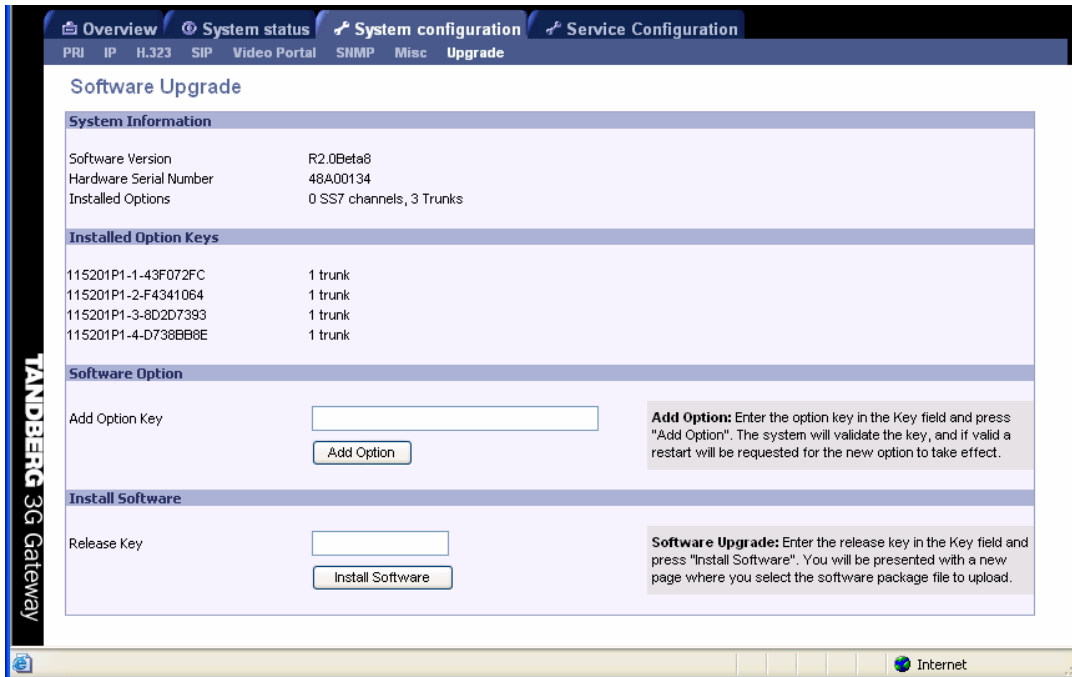 Overview System status System configuration Service Configuration
PRI IP H.323 SIP Video Portal SNMP Misc Upgrade
Software Upgrade
System Information
Software Version R2.0Beta8
Hardware Serial Number 48A00134
Installed Options 0 SS7 channels, 3 Trunks
Installed Option Keys
115201P1-1-43F072FC 1 trunk
115201P1-2-F4341064 1 trunk
115201P1-3-8D2D7393 1 trunk
115201P1-4-D738BB8E 1 trunk
Software Option
Add Option Key
Add Option
Add Option: Enter the option key in the Key field and press
"Add Option". The system will validate the key, and if valid a
restart will be requested for the new option to take effect.
Install Software
Release Key
Install Software
Software Upgrade: Enter the release key in the Key field and
press "Install Software". You will be presented with a new
page where you select the software package file to upload.
TANDBERG 3G Gateway
Internet